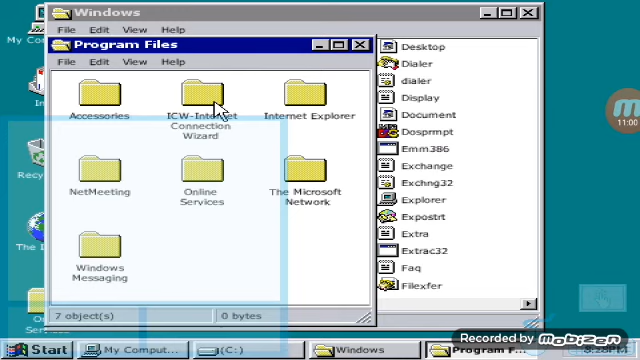 Windows
File Edit View Help
Program Files
File Edit View Help
Accessories
ICW-Internet
Connection
Wizard
Internet Explorer
NetMeeting
Online
Services
The Microsoft
Network
Windows
Messaging
7 object(s)
0 bytes
Desktop
Dialer
dialer
Display
Document
Dosprmpt
Emm386
Exchange
Exchng32
Explorer
Expostrt
Extra
Extrac32
Faq
Filexfer
My Co
In
Recy
The I
On
Se
11:00
Start
My Comput...
(C:)
Windows
Program F...
Recorded by mobizen